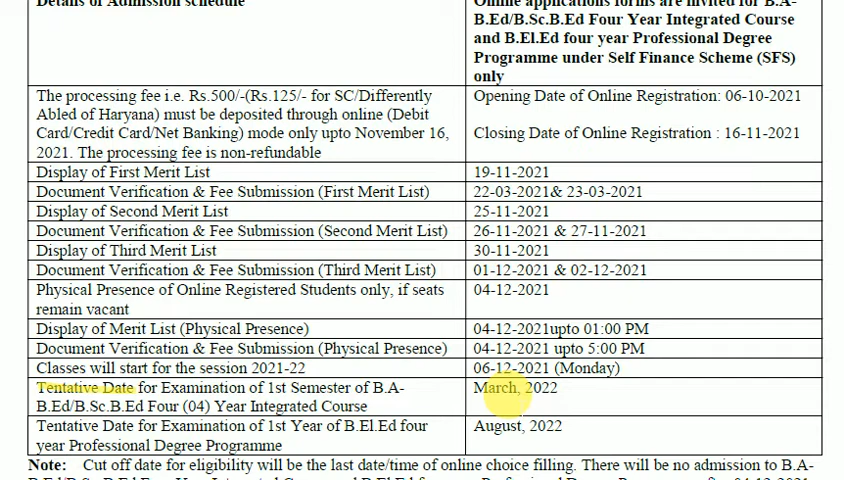 Details of Admission schedule
Online applications forms are invited for B.A-
B.Ed/B.Sc.B.Ed Four Year Integrated Course
and B.El.Ed four year Professional Degree
Programme under Self Finance Scheme (SFS)
only
The processing fee i.e. Rs.500/-(Rs.125/- for SC/Differently
Abled of Haryana) must be deposited through online (Debit
Card/Credit Card/Net Banking) mode only upto November 16,
2021. The processing fee is non-refundable
Opening Date of Online Registration: 06-10-2021
Closing Date of Online Registration : 16-11-2021
Display of First Merit List
19-11-2021
Document Verification & Fee Submission (First Merit List)
22-03-2021& 23-03-2021
Display of Second Merit List
25-11-2021
Document Verification & Fee Submission (Second Merit List)
26-11-2021 & 27-11-2021
Display of Third Merit List
30-11-2021
Document Verification & Fee Submission (Third Merit List)
01-12-2021 & 02-12-2021
Physical Presence of Online Registered Students only, if seats
remain vacant
04-12-2021
Display of Merit List (Physical Presence)
04-12-2021upto 01:00 PM
Document Verification & Fee Submission (Physical Presence)
04-12-2021 upto 5:00 PM
Classes will start for the session 2021-22
06-12-2021 (Monday)
Tentative Date for Examination of 1st Semester of B.A-
B.Ed/B.Sc.B.Ed Four (04) Year Integrated Course
March, 2022
Tentative Date for Examination of 1st Year of B.El.Ed four
year Professional Degree Programme
August, 2022
Note: Cut off date for eligibility will be the last date/time of online choice filling. There will be no admission to B.A-